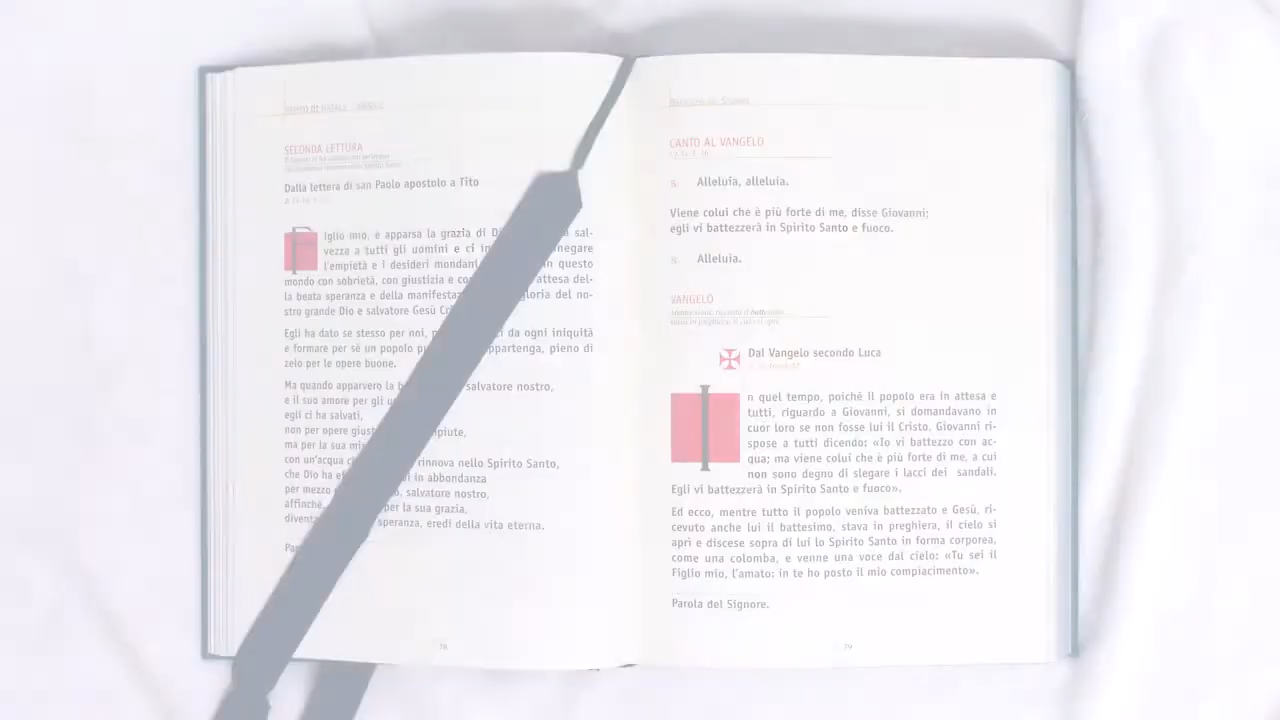 TEMPO DI NATALE - ANNO C
SECONDA LETTURA
Dalla lettera di san Paolo apostolo a Tito
Figlio mio, è apparsa la grazia di sal-
vezza a tutti gli uomini e ci negare
l'empietà e i desideri mondani in questo
mondo con sobrietà, con giustizia e attesa del-
la beata speranza e della gloria del no-
stro grande Dio e salvatore Gesù
Egli ha dato se stesso per noi, da ogni iniquità
e formare per sé un popolo appartenga, pieno di
zelo per le opere buone.
Ma quando apparvero la salvatore nostro,
e il suo amore per gli
egli ci ha salvati,
non per opere
ma per la sua
con un'acqua rinnova nello Spirito Santo,
che Dio ha in abbondanza
per mezzo salvatore nostro,
affinché, per la sua grazia,
speranza, eredi della vita eterna.
78
Battesimo del Signore
CANTO AL VANGELO
Alleluia, alleluia.
Viene colui che è più forte di me, disse Giovanni;
egli vi battezzerà in Spirito Santo e fuoco.
Alleluia.
VANGELO
Dal Vangelo secondo Luca
In quel tempo, poiché il popolo era in attesa e
tutti, riguardo a Giovanni, si domandavano in
cuor loro se non fosse lui il Cristo, Giovanni ri-
spose a tutti dicendo: «Io vi battezzo con ac-
qua; ma viene colui che è più forte di me, a cui
non sono degno di slegare i lacci dei sandali.
Egli vi battezzerà in Spirito Santo e fuoco».
Ed ecco, mentre tutto il popolo veniva battezzato e Gesù, ri-
cevuto anche lui il battesimo, stava in preghiera, il cielo si
aprì e discese sopra di lui lo Spirito Santo in forma corporea,
come una colomba, e venne una voce dal cielo: «Tu sei il
Figlio mio, l'amato: in te ho posto il mio compiacimento».
Parola del Signore.
79